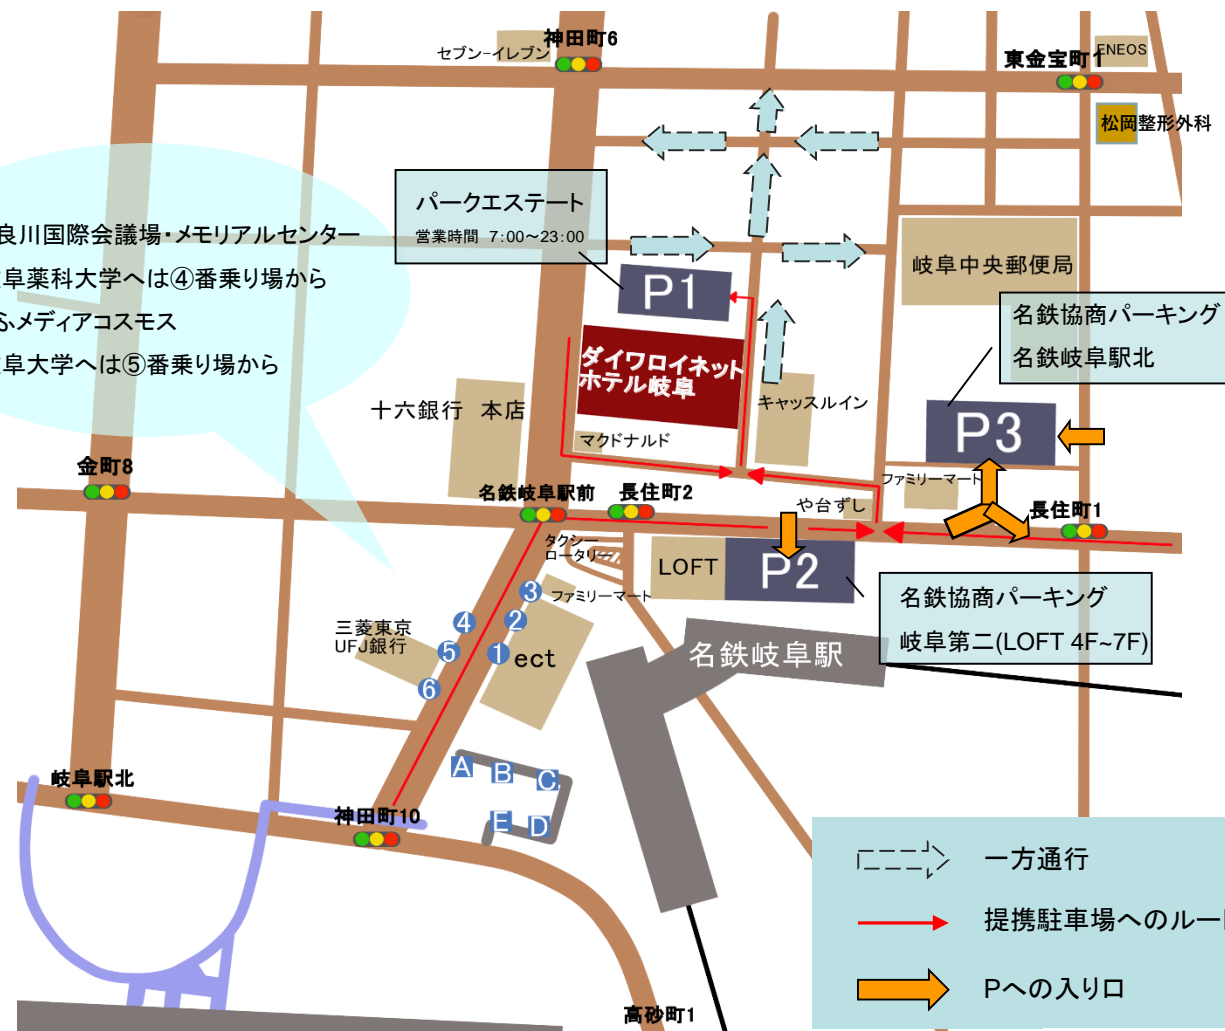 神田町6
セブン-イレブン
東金宝町1
ENEOS
松岡整形外科
パークエステート
営業時間 7:00~23:00
良川国際会議場・メモリアルセンター
阜薬科大学へは④番乗り場から
ふメディアコスモス
阜大学へは⑤番乗り場から
P1
岐阜中央郵便局
名鉄協商パーキング
名鉄岐阜駅北
ダイワロイネット
ホテル岐阜
十六銀行 本店
キャッスルイン
マクドナルド
P3
金町8
名鉄岐阜駅前
長住町2
ファミリーマート
や台ずし
長住町1
タクシー
ロータリー
LOFT
P2
ファミリーマート
名鉄協商パーキング
岐阜第二(LOFT 4F~7F)
三菱東京
UFJ銀行
3
4
2
5
1
6
ect
名鉄岐阜駅
A
B
C
E
D
岐阜駅北
神田町10
高砂町1
一方通行
提携駐車場へのルー
Pへの入り口